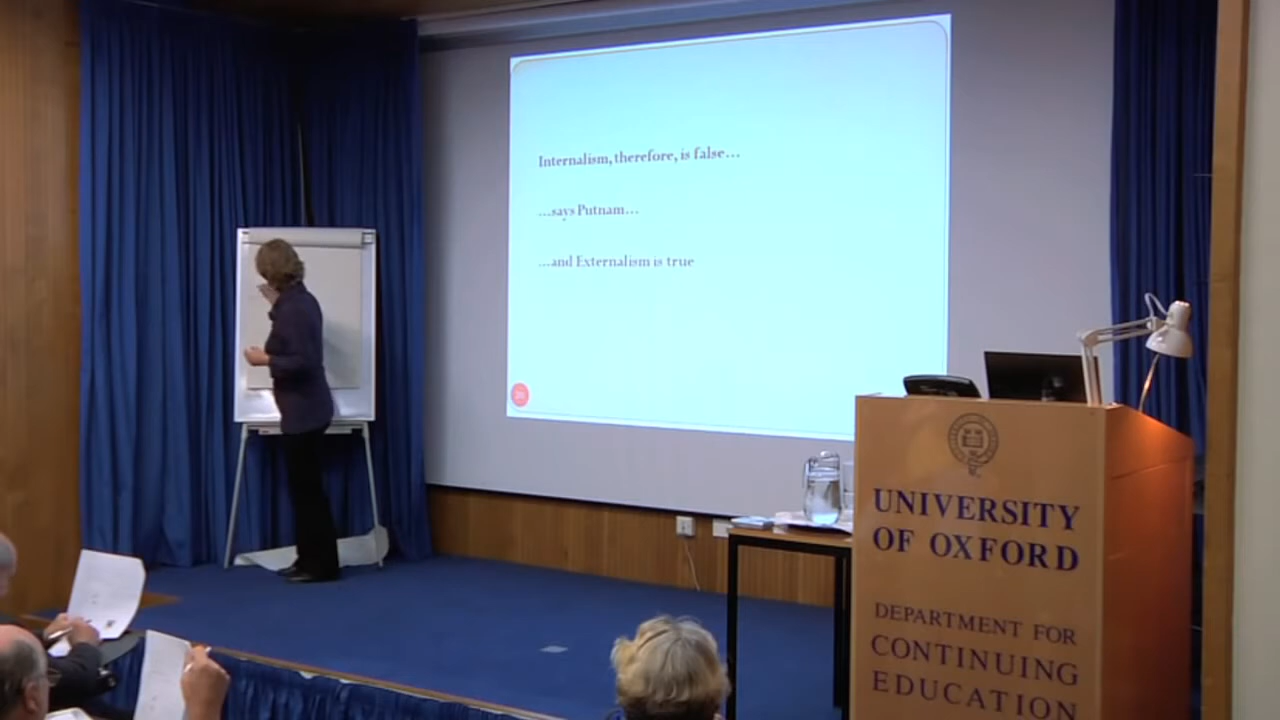 Internalism, therefore, is false...
...says Putnam...
...and Externalism is true
UNIVERSITY
OF OXFORD
DEPARTMENT FOR
CONTINUING
EDUCATION